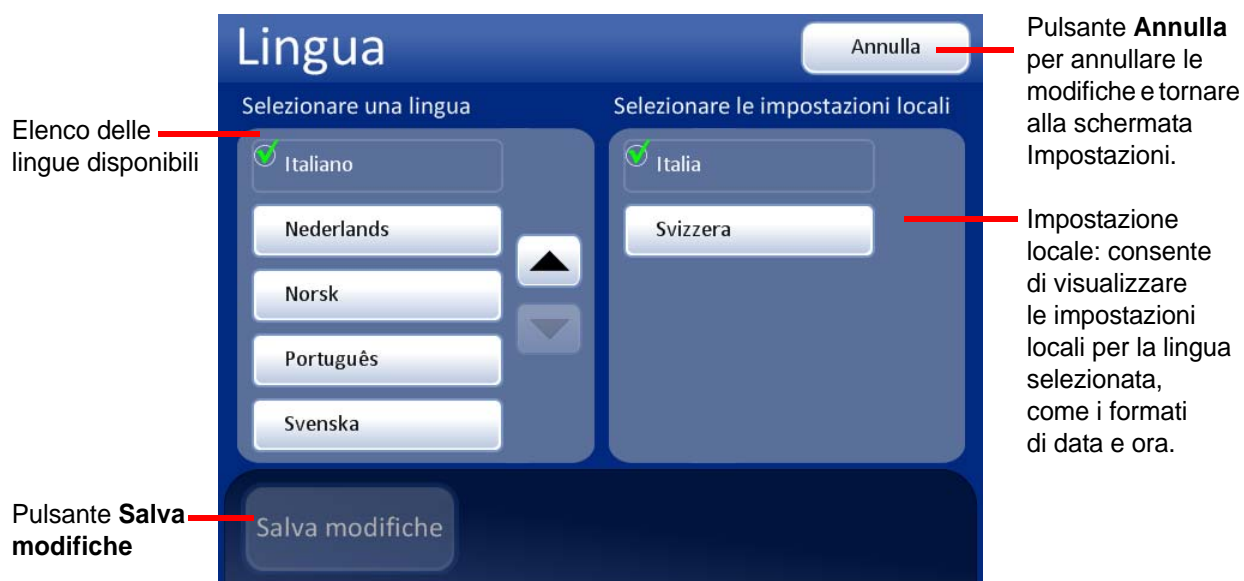 Lingua
Annulla
Selezionare una lingua
Selezionare le impostazioni locali
Italiano
Nederlands
Norsk
Português
Svenska
Italia
Svizzera
Salva modifiche
Elenco delle
lingue disponibili
Pulsante Salva
modifiche
Pulsante Annulla
per annullare le
modifiche e tornare
alla schermata
Impostazioni.
Impostazione
locale: consente
di visualizzare
le impostazioni
locali per la lingua
selezionata,
come i formati
di data e ora.